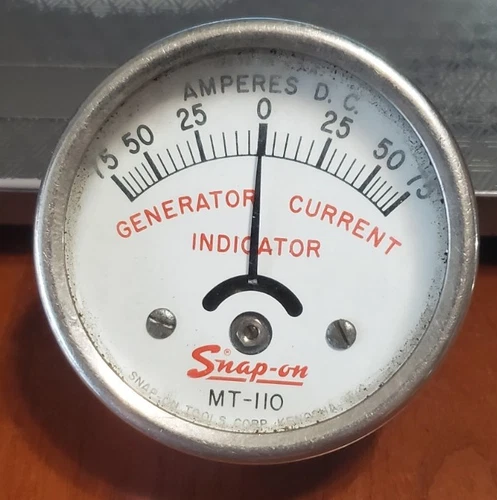 AMPERES D.C.
75 50 25 0 25 50 75
GENERATOR CURRENT
INDICATOR
Snap-on®
MT-110
SNAP-ON TOOLS CORP. KENOSHA, WIS.